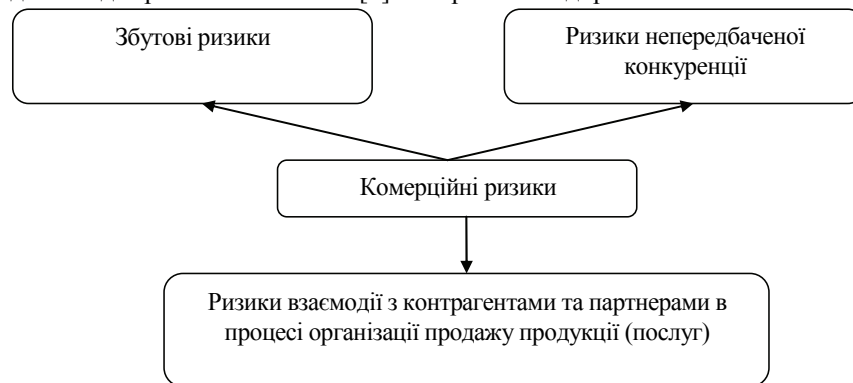 Збутові ризики
Ризики непередбаченої
конкуренції
Комерційні ризики
Ризики взаємодії з контрагентами та партнерами в
процесі організації продажу продукції (послуг)